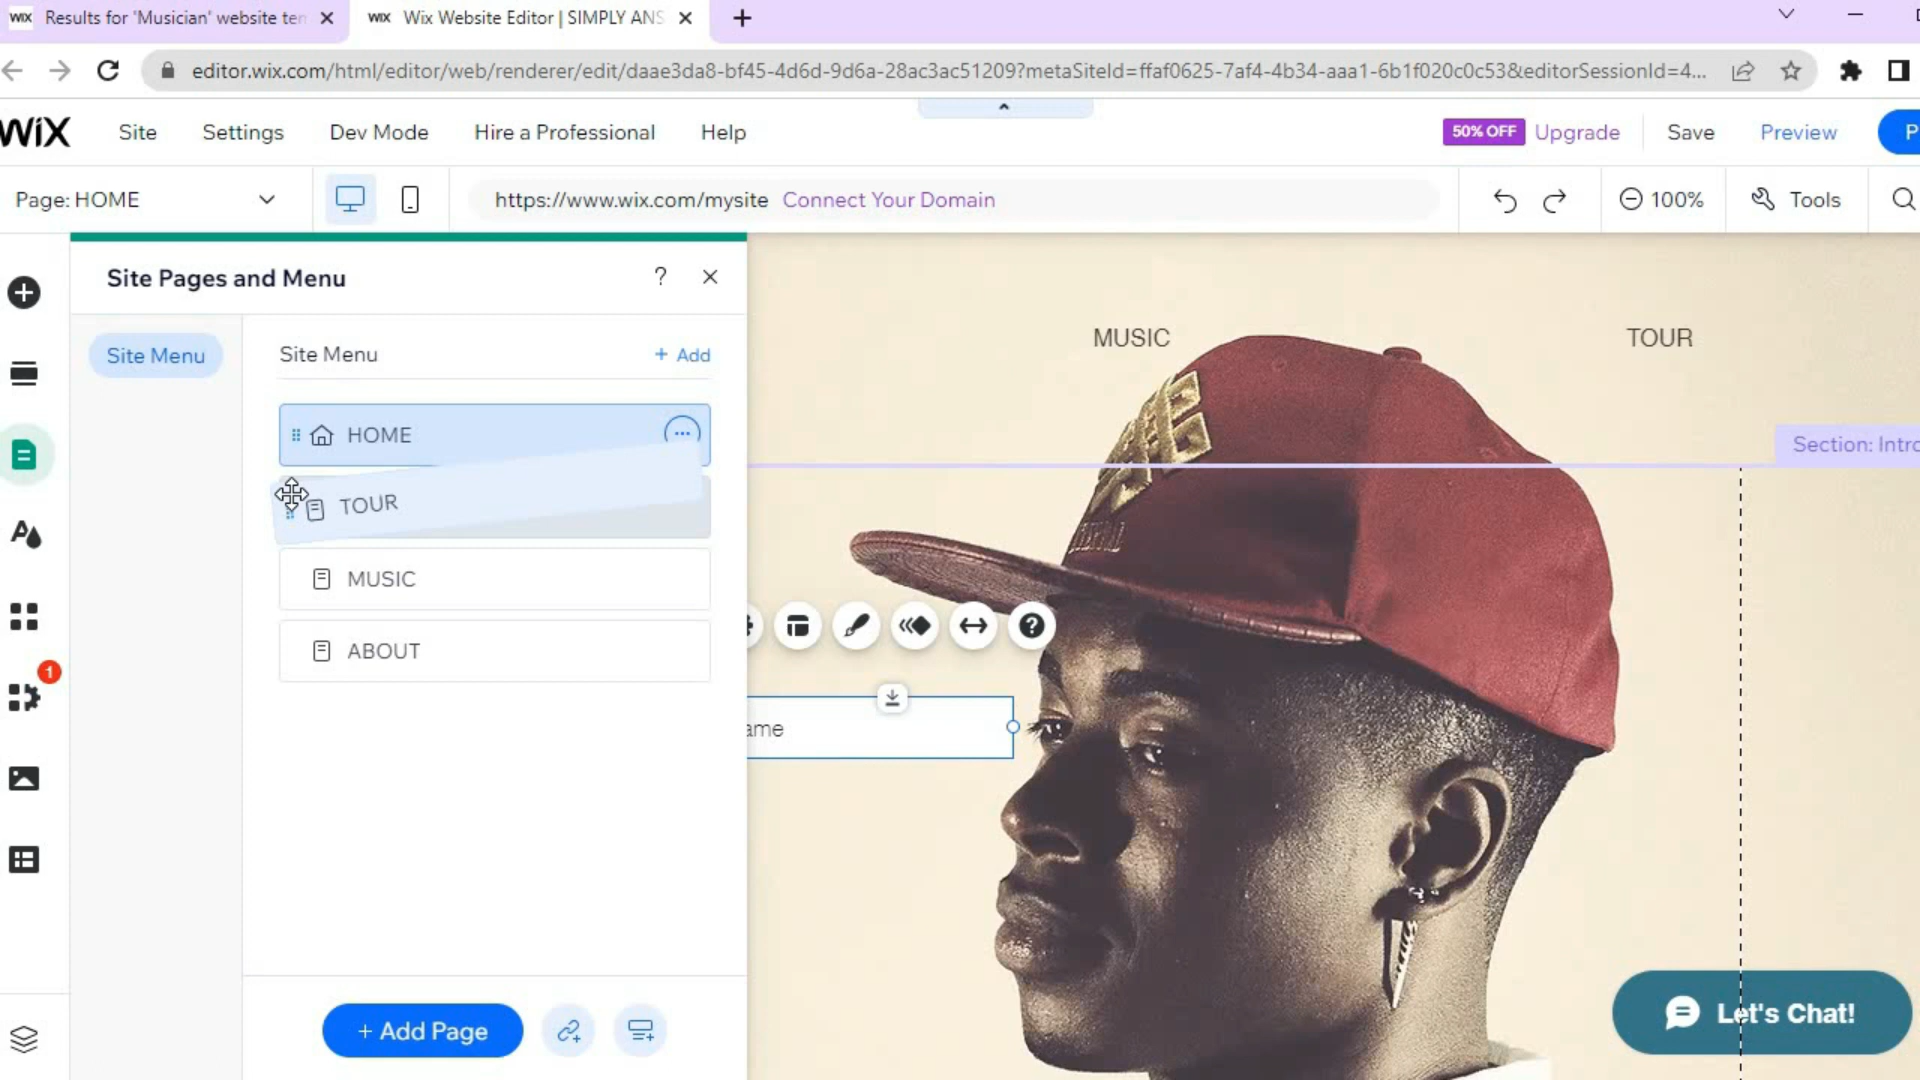 WiX Results for 'Musician' website ten
WiX Wix Website Editor | SIMPLY ANS
editor.wix.com/html/editor/web/renderer/edit/daae3da8-bf45-4d6d-9d6a-28ac3ac51209?metaSiteId=ffaf0625-7af4-4b34-aaa1-6b1f020c0c53&editorSessionId=4...
WiX Site Settings Dev Mode Hire a Professional Help 50% OFF Upgrade Save Preview P
Page: HOME https://www.wix.com/mysite Connect Your Domain 100% Tools
Site Pages and Menu ?
Site Menu
Site Menu + Add
HOME
TOUR
MUSIC
ABOUT
+ Add Page
1
MUSIC TOUR
Section: Intro
ame
Let's Chat!